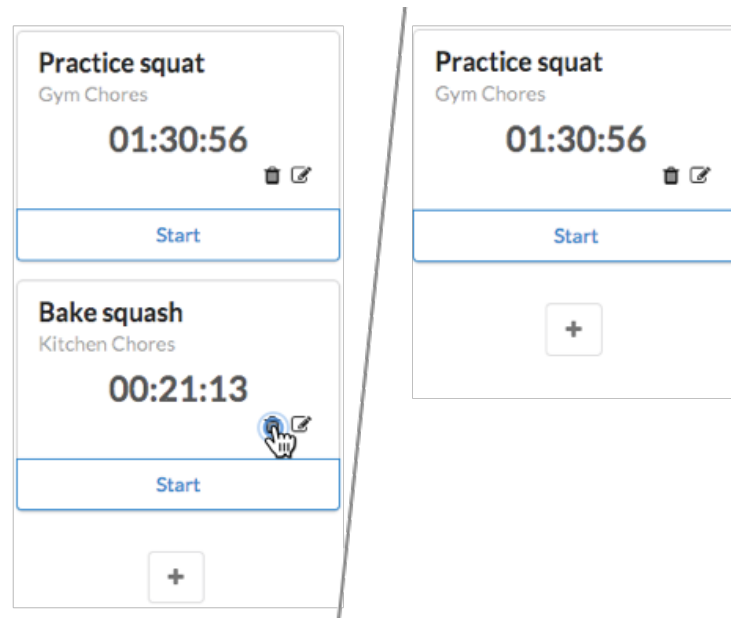 Practice squat
Gym Chores
01:30:56
Start
Bake squash
Kitchen Chores
00:21:13
Start
+
Practice squat
Gym Chores
01:30:56
Start
+